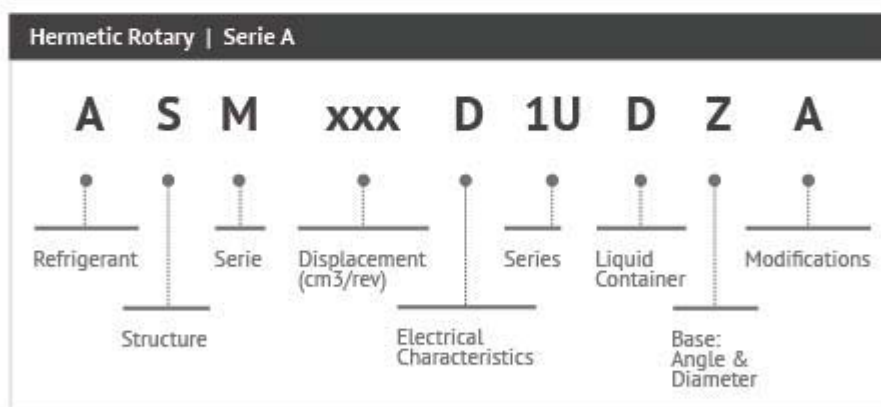 Hermetic Rotary | Serie A
A S M xxx D 1U D Z A
Refrigerant
Serie
Displacement
(cm3/rev)
Series
Liquid
Container
Modifications
Structure
Electrical
Characteristics
Base:
Angle &
Diameter